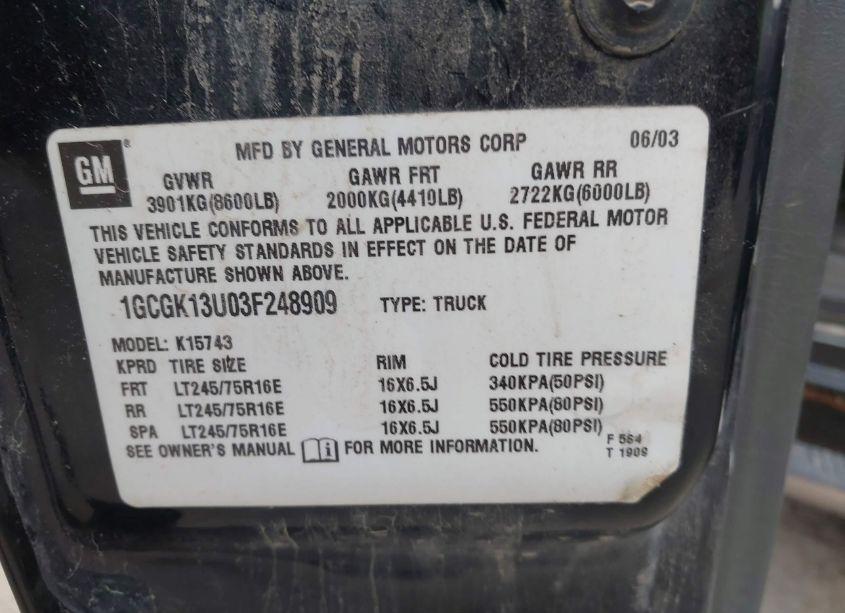 GM
MFD BY GENERAL MOTORS CORP 06/03
GVWR GAWR FRT GAWR RR
3901KG(8600LB) 2000KG(4410LB) 2722KG(6000LB)
THIS VEHICLE CONFORMS TO ALL APPLICABLE U.S. FEDERAL MOTOR
VEHICLE SAFETY STANDARDS IN EFFECT ON THE DATE OF
MANUFACTURE SHOWN ABOVE.
1GCGK13U03F248909 TYPE: TRUCK
MODEL: K15743
KPRD TIRE SIZE RIM COLD TIRE PRESSURE
FRT LT245/75R16E 16X6.5J 340KPA(50PSI)
RR LT245/75R16E 16X6.5J 550KPA(80PSI)
SPA LT245/75R16E 16X6.5J 550KPA(80PSI)
SEE OWNER'S MANUAL i FOR MORE INFORMATION.
F 564
T 1909